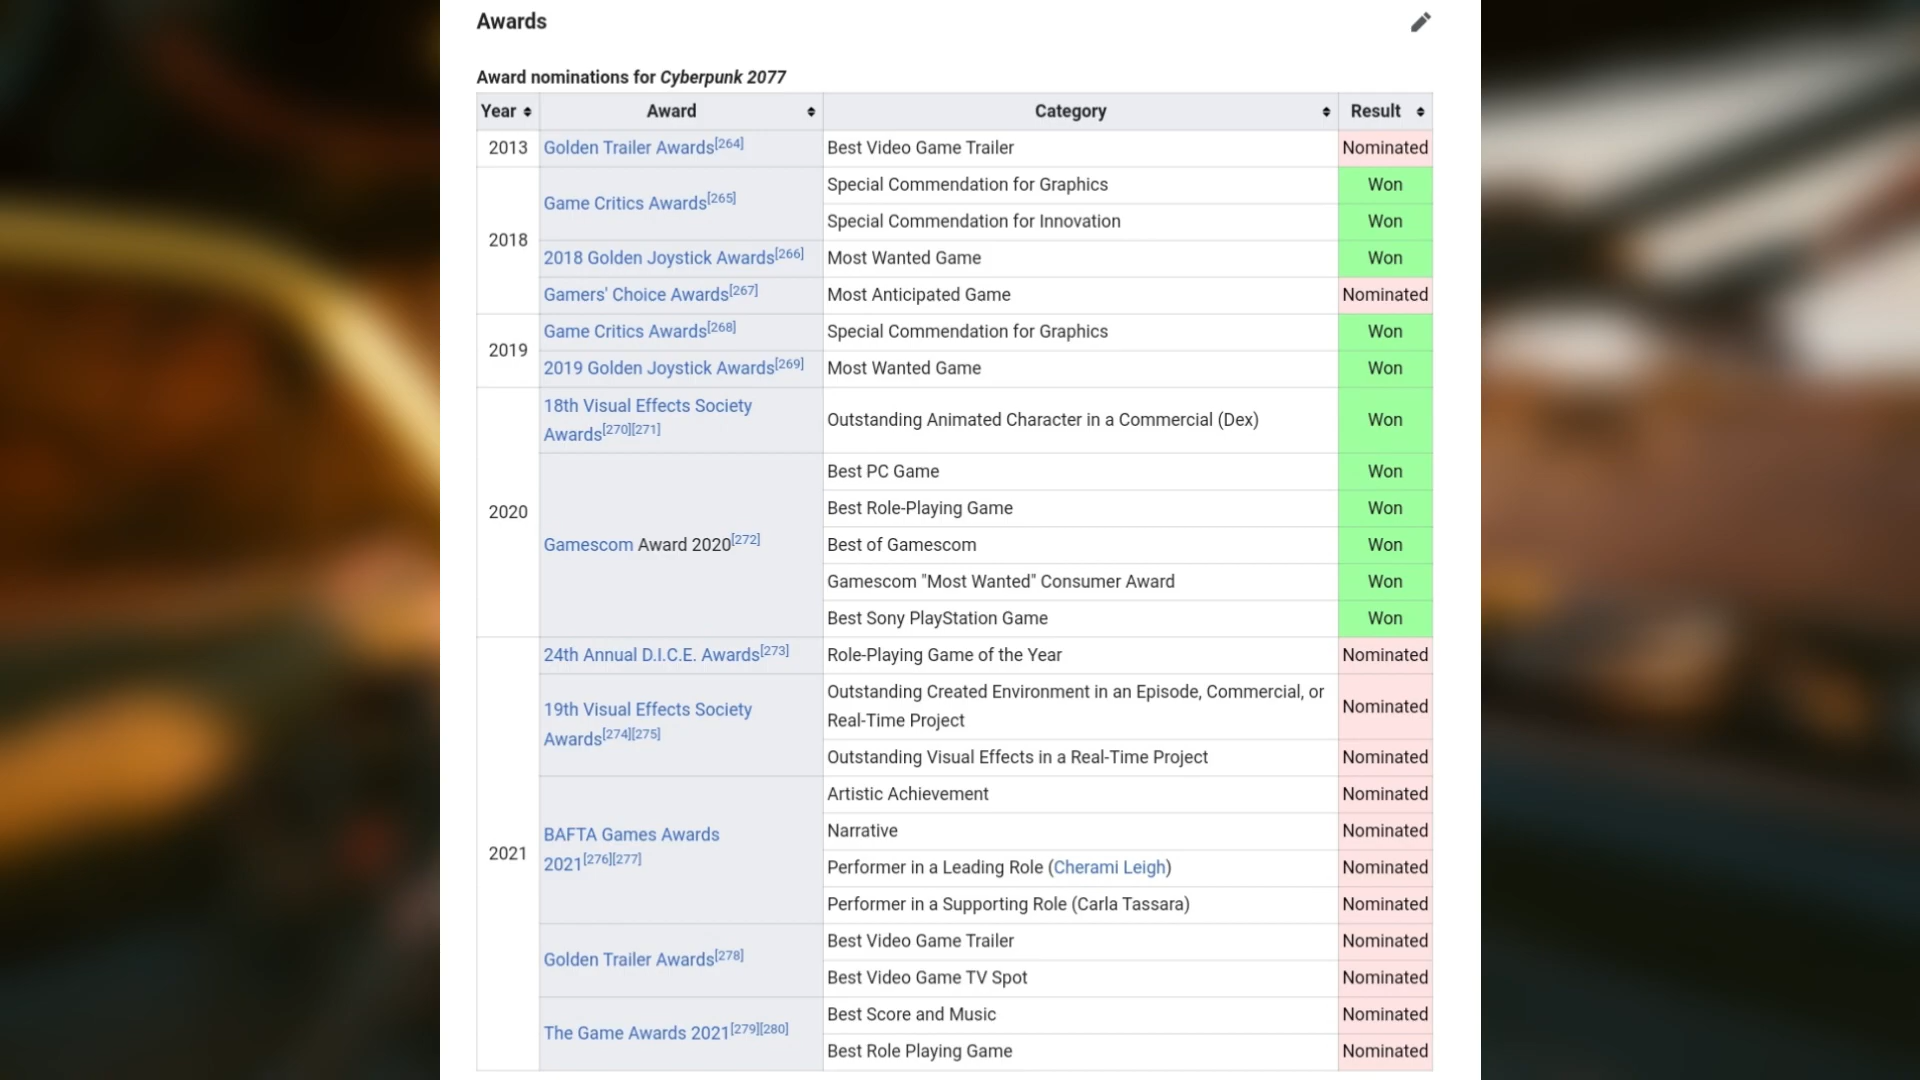 Awards
Award nominations for Cyberpunk 2077
Year Award Category Result
2013 Golden Trailer Awards[264] Best Video Game Trailer Nominated
2018 Game Critics Awards[265] Special Commendation for Graphics Won
Special Commendation for Innovation Won
2018 Golden Joystick Awards[266] Most Wanted Game Won
Gamers' Choice Awards[267] Most Anticipated Game Nominated
2019 Game Critics Awards[268] Special Commendation for Graphics Won
2019 Golden Joystick Awards[269] Most Wanted Game Won
2020 18th Visual Effects Society
Awards[270][271] Outstanding Animated Character in a Commercial (Dex) Won
Gamescom Award 2020[272] Best PC Game Won
Best Role-Playing Game Won
Best of Gamescom Won
Gamescom "Most Wanted" Consumer Award Won
Best Sony PlayStation Game Won
2021 24th Annual D.I.C.E. Awards[273] Role-Playing Game of the Year Nominated
19th Visual Effects Society
Awards[274][275] Outstanding Created Environment in an Episode, Commercial, or
Real-Time Project Nominated
Outstanding Visual Effects in a Real-Time Project Nominated
BAFTA Games Awards
2021[276][277] Artistic Achievement Nominated
Narrative Nominated
Performer in a Leading Role (Cherami Leigh) Nominated
Performer in a Supporting Role (Carla Tassara) Nominated
Golden Trailer Awards[278] Best Video Game Trailer Nominated
Best Video Game TV Spot Nominated
The Game Awards 2021[279][280] Best Score and Music Nominated
Best Role Playing Game Nominated